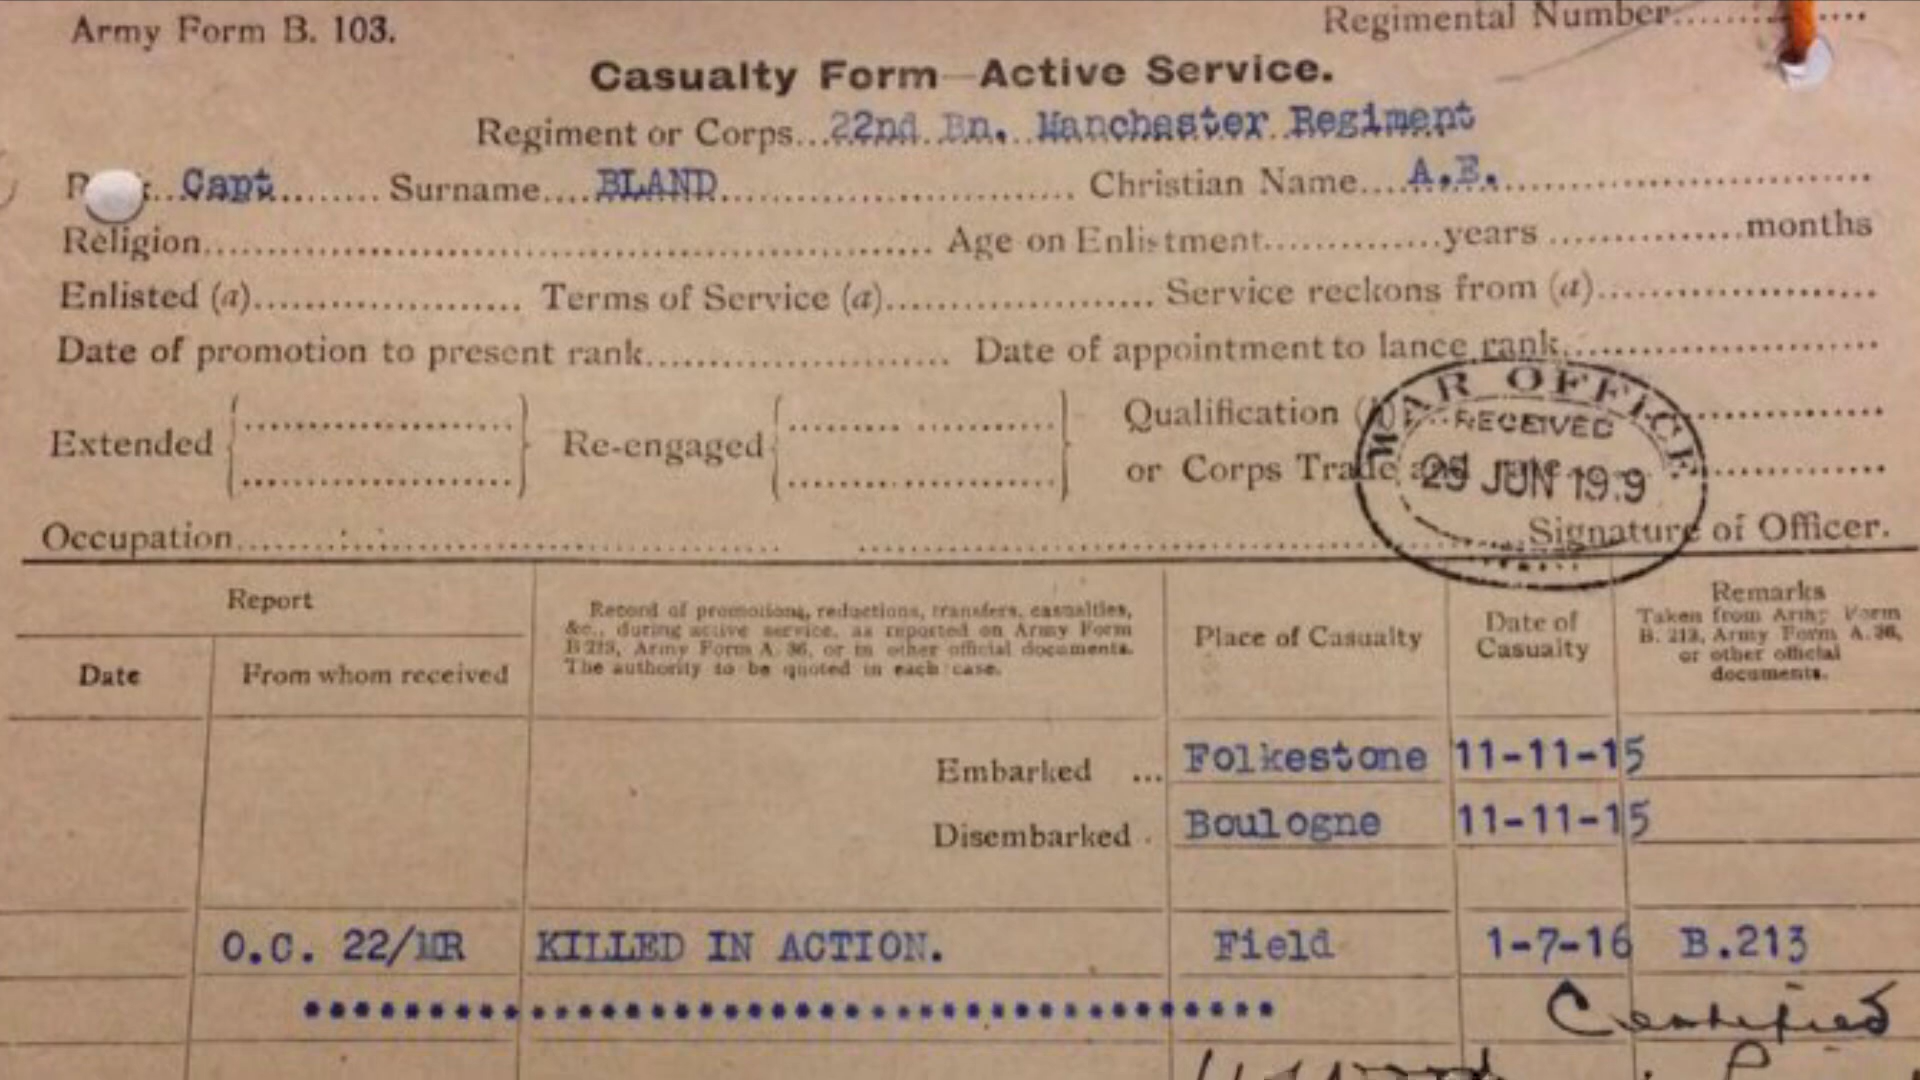 Army Form B. 103.
Regimental Number
Casualty Form—Active Service.
Regiment or Corps...22nd Bn. Manchester Regiment
Capt Surname BLAND Christian Name A.E.
Religion Age on Enlistment years months
Enlisted (a) Terms of Service (a) Service reckons from (a)
Date of promotion to present rank Date of appointment to lance rank
Extended Re-engaged Qualification
or Corps Trade
WAR OFFICE
RECEIVED
JUN
Occupation Signature of Officer.
Report
Date
From whom received
Record of promotions, reductions, transfers, casualties,
&c., during active service, as reported on Army Form
B 213, Army Form A. 36, or in other official documents.
The authority to be quoted in each case.
Place of Casualty
Date of
Casualty
Remarks
Taken from Army Form
B. 213, Army Form A. 36,
or other official
documents.
Embarked ... Folkestone 11-11-15
Disembarked . Boulogne 11-11-15
O.C. 22/MR KILLED IN ACTION. Field 1-7-16 B.213
Certified